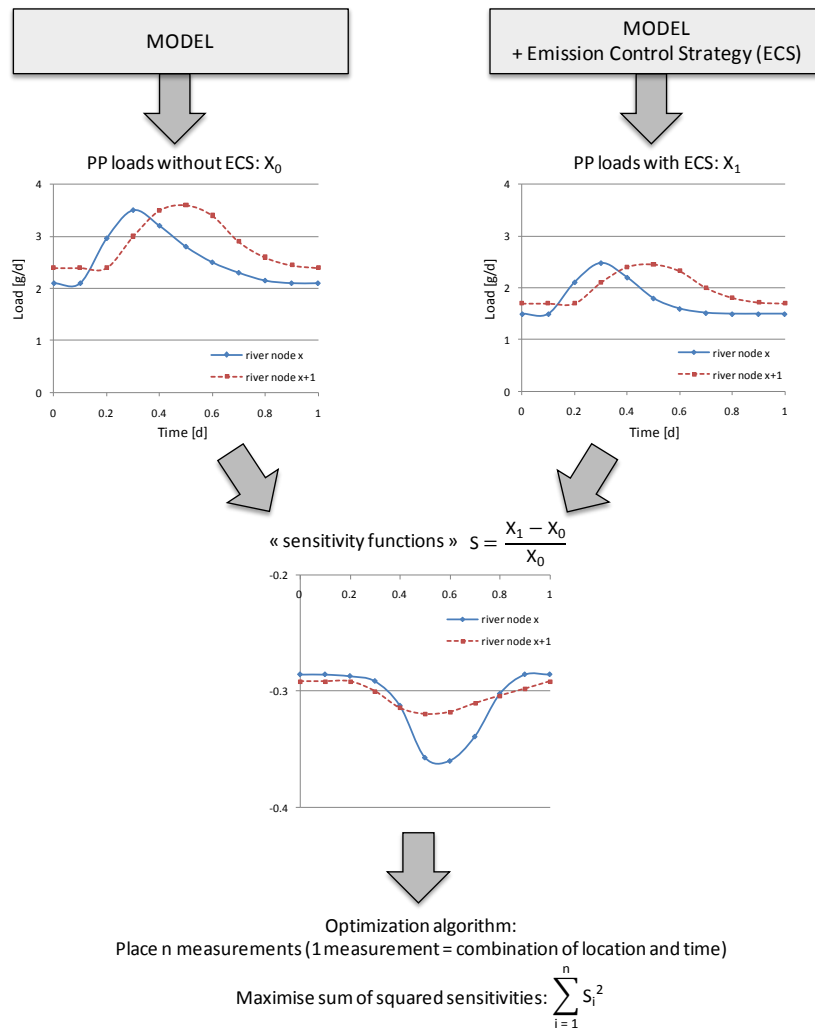 MODEL
MODEL
+ Emission Control Strategy (ECS)
PP loads without ECS: X₀
4
3
2
1
0
Load [g/d]
river node x
river node x+1
0 0.2 0.4 0.6 0.8 1
Time [d]
PP loads with ECS: X₁
4
3
2
1
0
Load [g/d]
river node x
river node x+1
0 0.2 0.4 0.6 0.8 1
Time [d]
« sensitivity functions » S = (X₁ − X₀) / X₀
-0.2
0 0.2 0.4 0.6 0.8 1
river node x
river node x+1
-0.3
-0.4
Optimization algorithm:
Place n measurements (1 measurement = combination of location and time)
Maximise sum of squared sensitivities: ∑ⁿᵢ₌₁ Sᵢ²